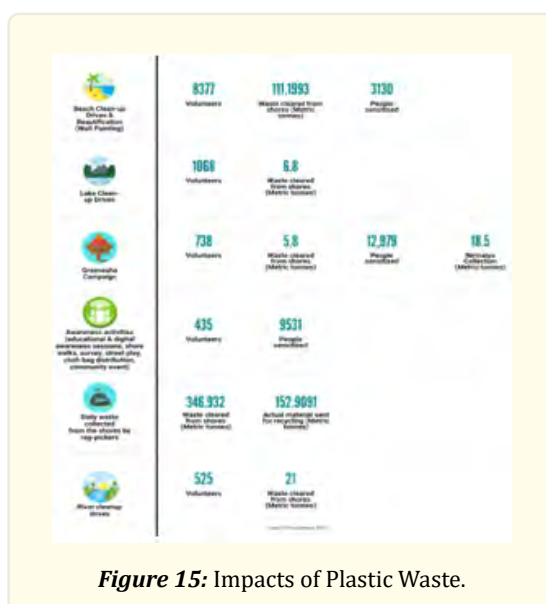 8377
111.1993
3130
Volunteers
Waste cleared from
shores (Metric
tonnes)
People
sensitized
Beach Clean-up
Drives &
Beautification
(Wall Painting)
1068
6.8
Volunteers
Waste cleared
from shores
(Metric tonnes)
Lake Clean-
up Drives
738
5.8
12,979
18.5
Volunteers
Waste cleared
from shores
(Metric tonnes)
People
sensitized
Nirmalya
Collection
(Metric tonnes)
Campaign
435
9531
Volunteers
People
sensitized
Awareness activities
(educational & digital
awareness sessions, shore
walks, survey, street play,
cloth bag distribution,
community event)
346.932
152.9091
Waste cleared
from shores
(Metric tonnes)
Actual material sent
for recycling (Metric
tonnes)
Daily waste
collected
from the shores by
rag-pickers
525
21
Volunteers
Waste cleared
from shores
(Metric tonnes)
River cleanup
drives
Figure 15: Impacts of Plastic Waste.